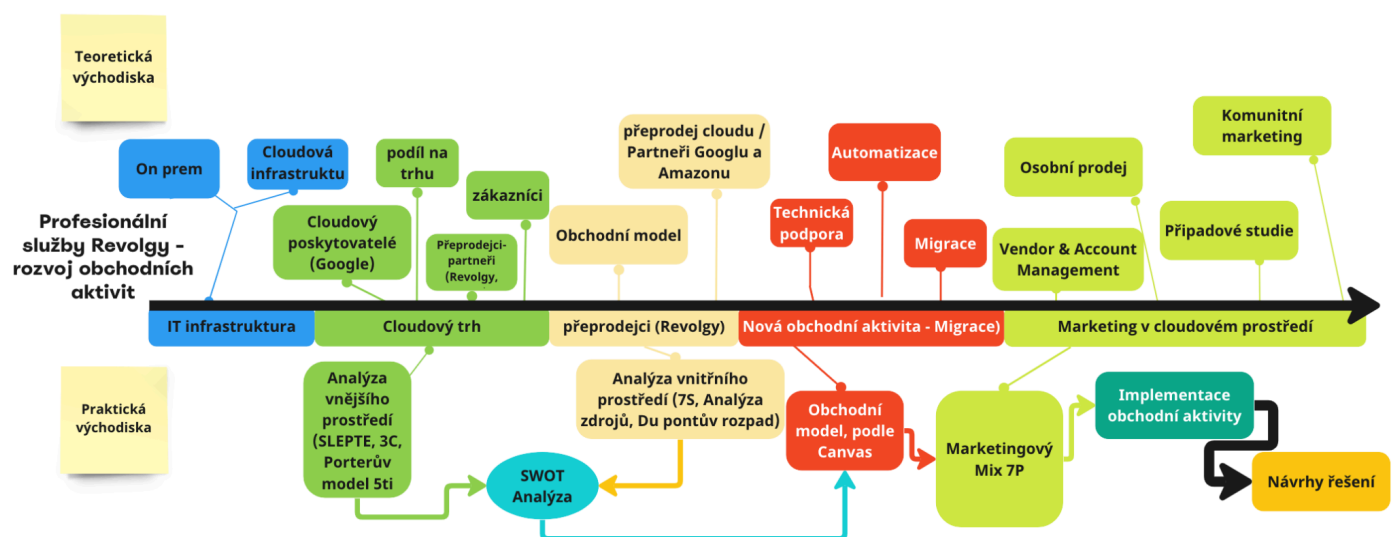 Teoretická
východiska
On prem
Cloudová
infrastruktu
podíl na
trhu
zákazníci
Cloudový
poskytovatelé
(Google)
Přeprodejci-
partneři
(Revolgy,
přeprodej cloudu /
Partneři Googlu a
Amazonu
Obchodní model
Automatizace
Technická
podpora
Migrace
Osobní prodej
Vendor & Account
Management
Připadové studie
Komunitní
marketing
Profesionální
služby Revolgy -
rozvoj obchodních
aktivit
IT infrastruktura
Cloudový trh
přeprodejci (Revolgy)
Nová obchodní aktivita - Migrace)
Marketing v cloudovém prostředí
Praktická
východiska
Analýza
vnějšího
prostředí
(SLEPTE, 3C,
Porterův
model 5ti
SWOT
Analýza
Analýza vnitřního
prostředí (7S, Analýza
zdrojů, Du pontův rozpad)
Obchodní
model, podle
Canvas
Marketingový
Mix 7P
Implementace
obchodní aktivity
Návrhy řešení